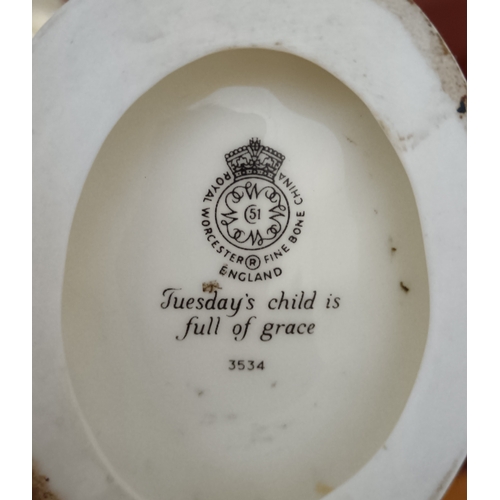 ROYAL WORCESTER ® FINE BONE CHINA
C 51
ENGLAND
Tuesday's child is
full of grace
3534